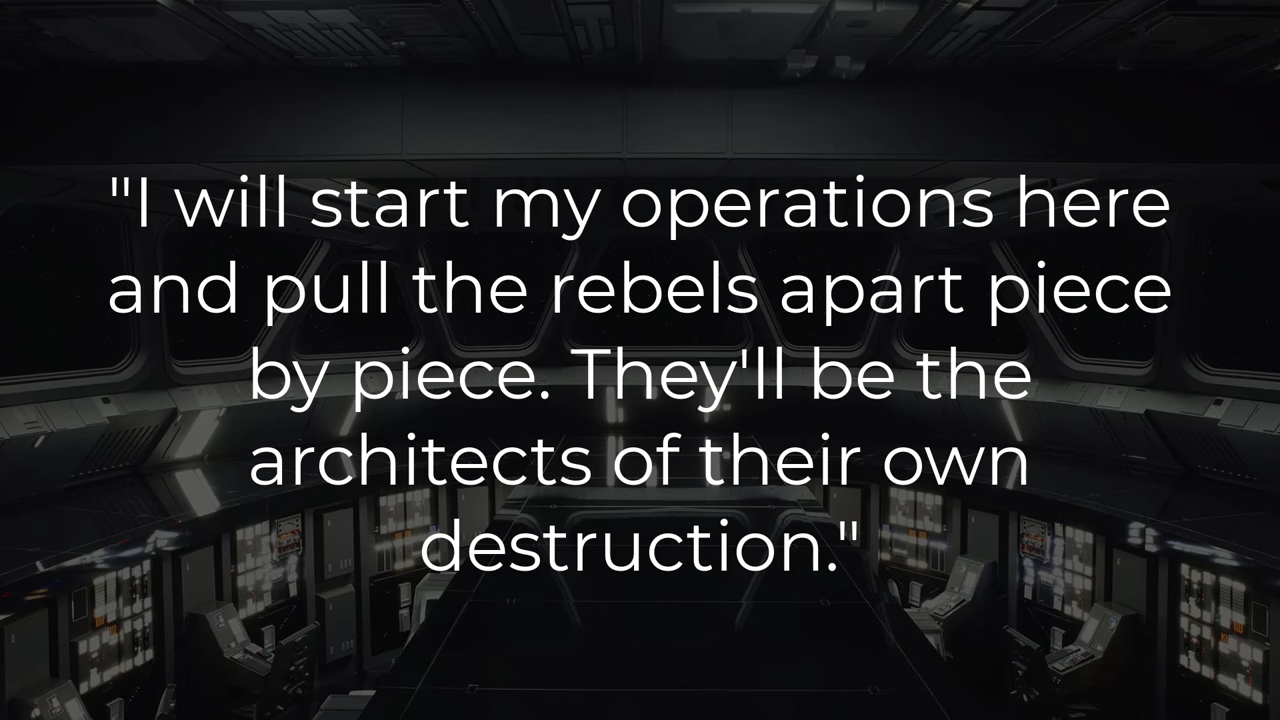 "I will start my operations here
and pull the rebels apart piece
by piece. They'll be the
architects of their own
destruction."